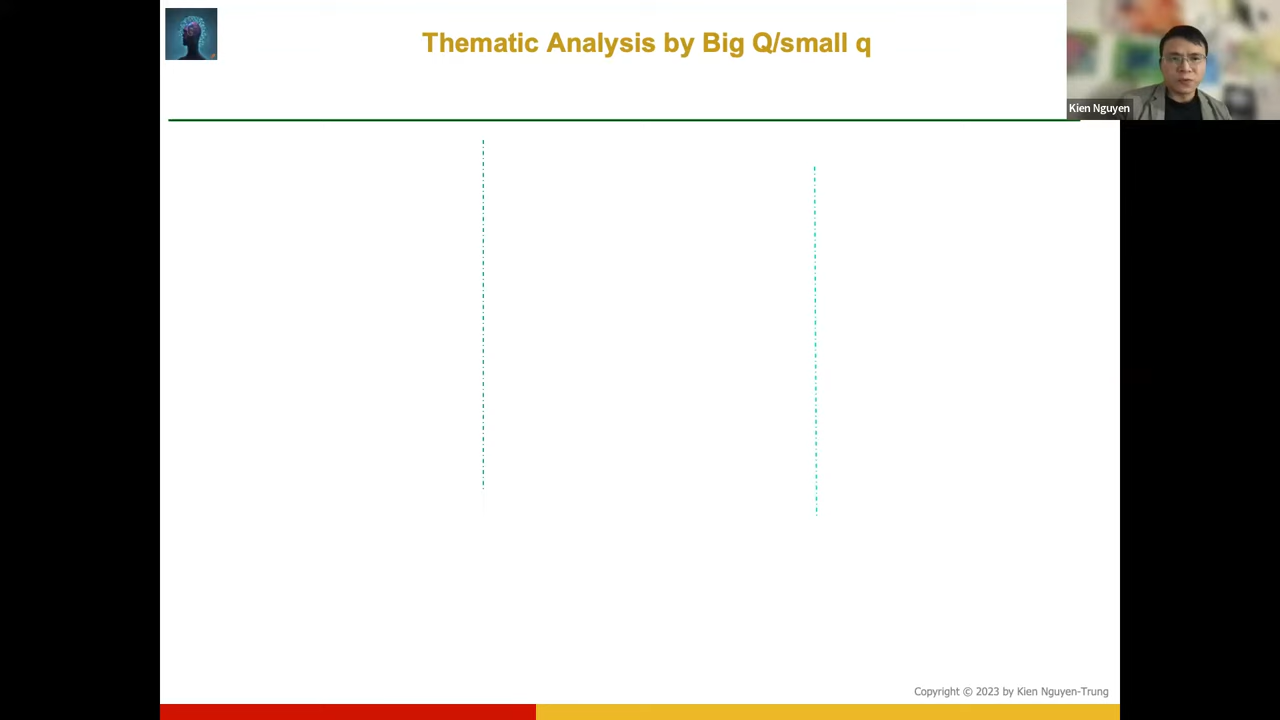 Thematic Analysis by Big Q/small q
Kien Nguyen
Copyright © 2023 by Kien Nguyen-Trung